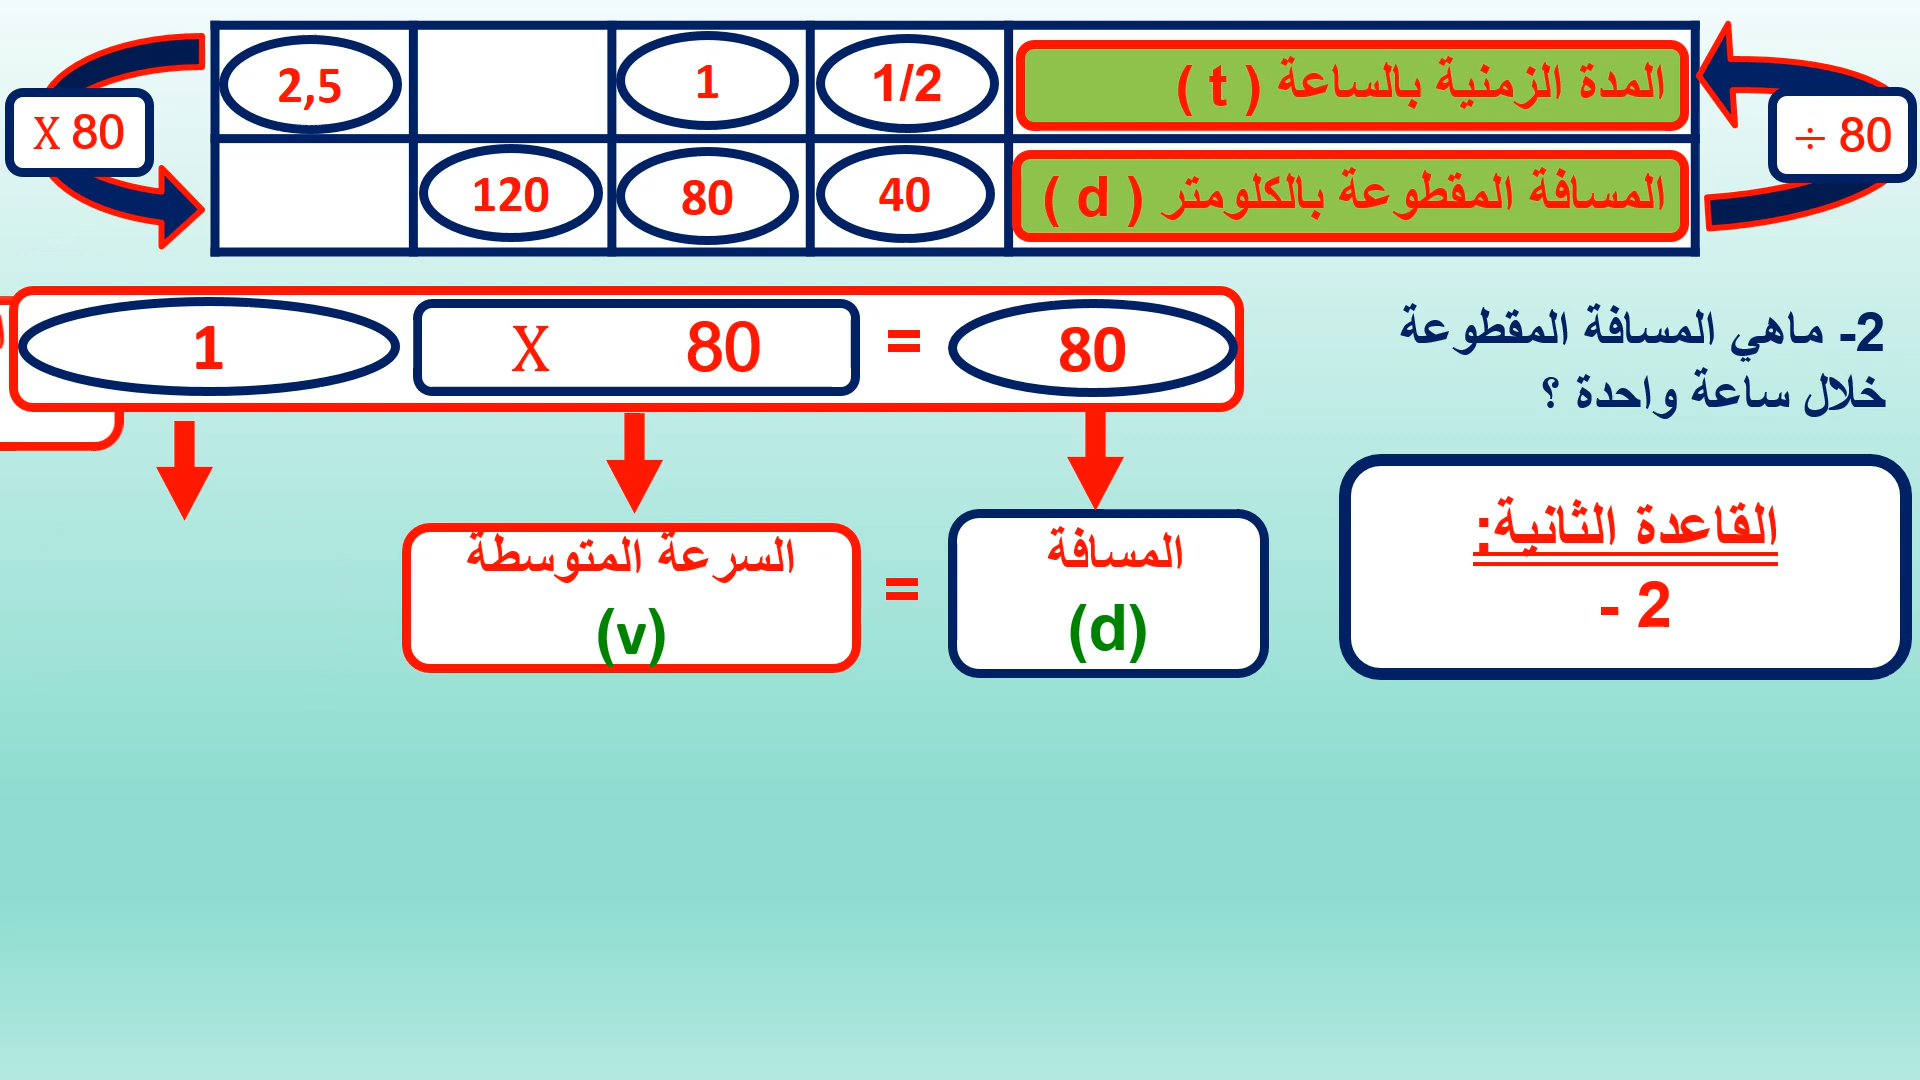 المدة الزمنية بالساعة ( t ) 1/2 1 2,5
المسافة المقطوعة بالكلومتر ( d ) 40 80 120
÷ 80
X 80
2- ماهي المسافة المقطوعة
خلال ساعة واحدة ؟
80 = 80 X 1
القاعدة الثانية:
2 -
المسافة
(d)
=
السرعة المتوسطة
(v)